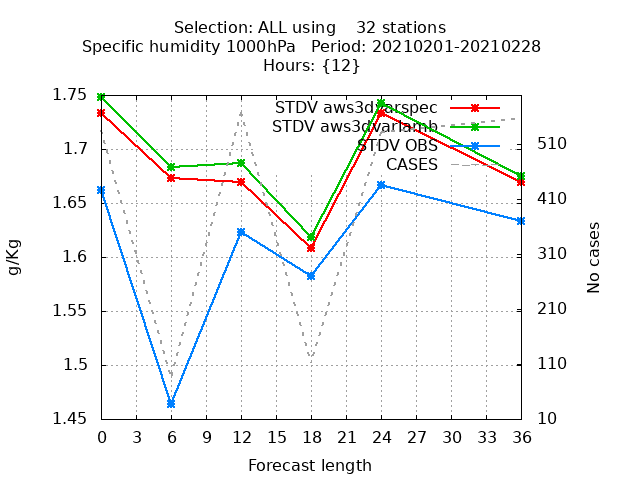 Selection: ALL using    32 stations
Specific humidity 1000hPa   Period: 20210201-20210228
Hours: {12}
STDV aws3dvarspec
STDV aws3dvarlamb
STDV OBS
CASES
g/Kg
1.75
1.7
1.65
1.6
1.55
1.5
1.45
510
410
310
210
110
10
No cases
0 3 6 9 12 15 18 21 24 27 30 33 36
Forecast length